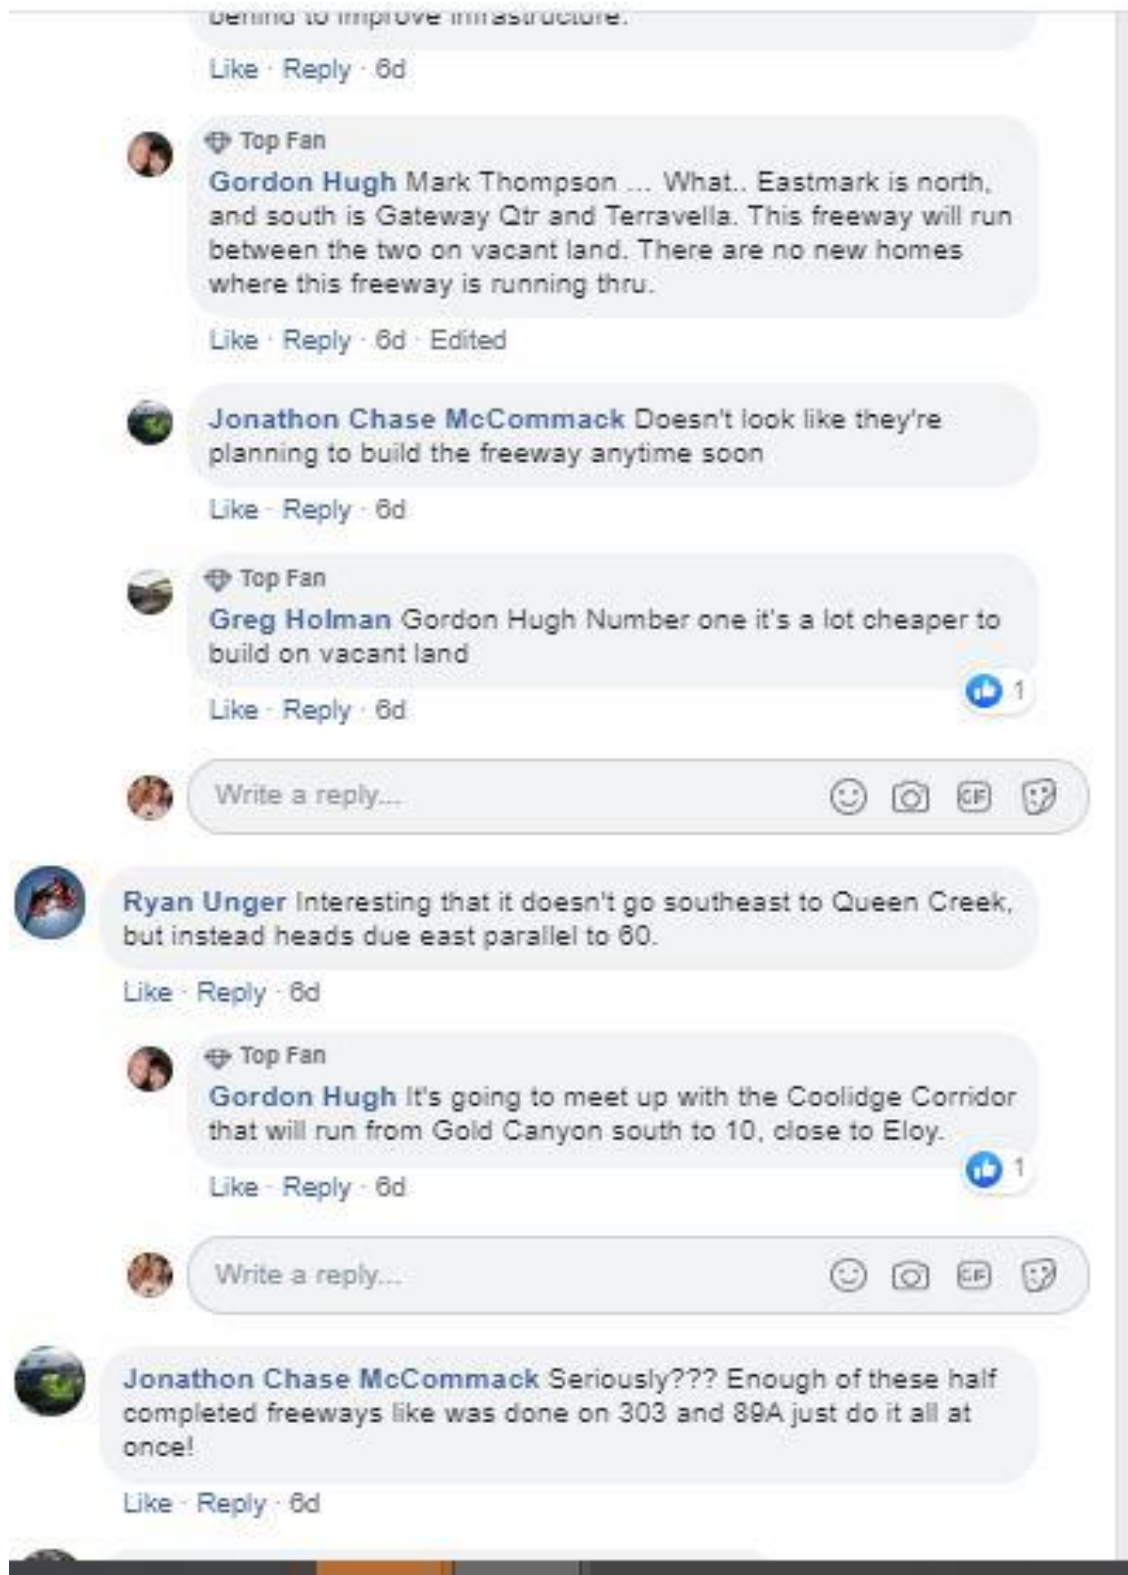 behind to improve infrastructure.
Like · Reply · 6d
Top Fan
Gordon Hugh Mark Thompson ... What.. Eastmark is north,
and south is Gateway Qtr and Terravella. This freeway will run
between the two on vacant land. There are no new homes
where this freeway is running thru.
Like · Reply · 6d · Edited
Jonathon Chase McCommack Doesn't look like they're
planning to build the freeway anytime soon
Like · Reply · 6d
Top Fan
Greg Holman Gordon Hugh Number one it's a lot cheaper to
build on vacant land
1
Like · Reply · 6d
Write a reply...
GIF
Ryan Unger Interesting that it doesn't go southeast to Queen Creek,
but instead heads due east parallel to 60.
Like · Reply · 6d
Top Fan
Gordon Hugh It's going to meet up with the Coolidge Corridor
that will run from Gold Canyon south to 10, close to Eloy.
1
Like · Reply · 6d
Write a reply...
GIF
Jonathon Chase McCommack Seriously??? Enough of these half
completed freeways like was done on 303 and 89A just do it all at
once!
Like · Reply · 6d